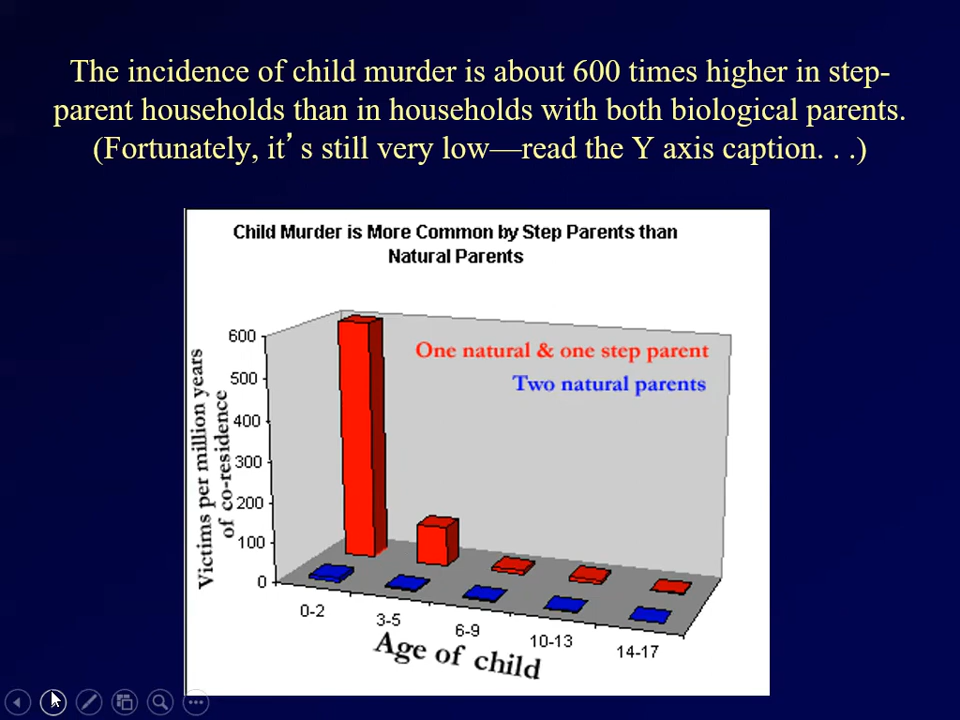 The incidence of child murder is about 600 times higher in step-
parent households than in households with both biological parents.
(Fortunately, it’s still very low—read the Y axis caption. . .)
Child Murder is More Common by Step Parents than
Natural Parents
One natural & one step parent
Two natural parents
Victims per million years
of co-residence
600
500
400
300
200
100
0
0-2
3-5
6-9
10-13
14-17
Age of child